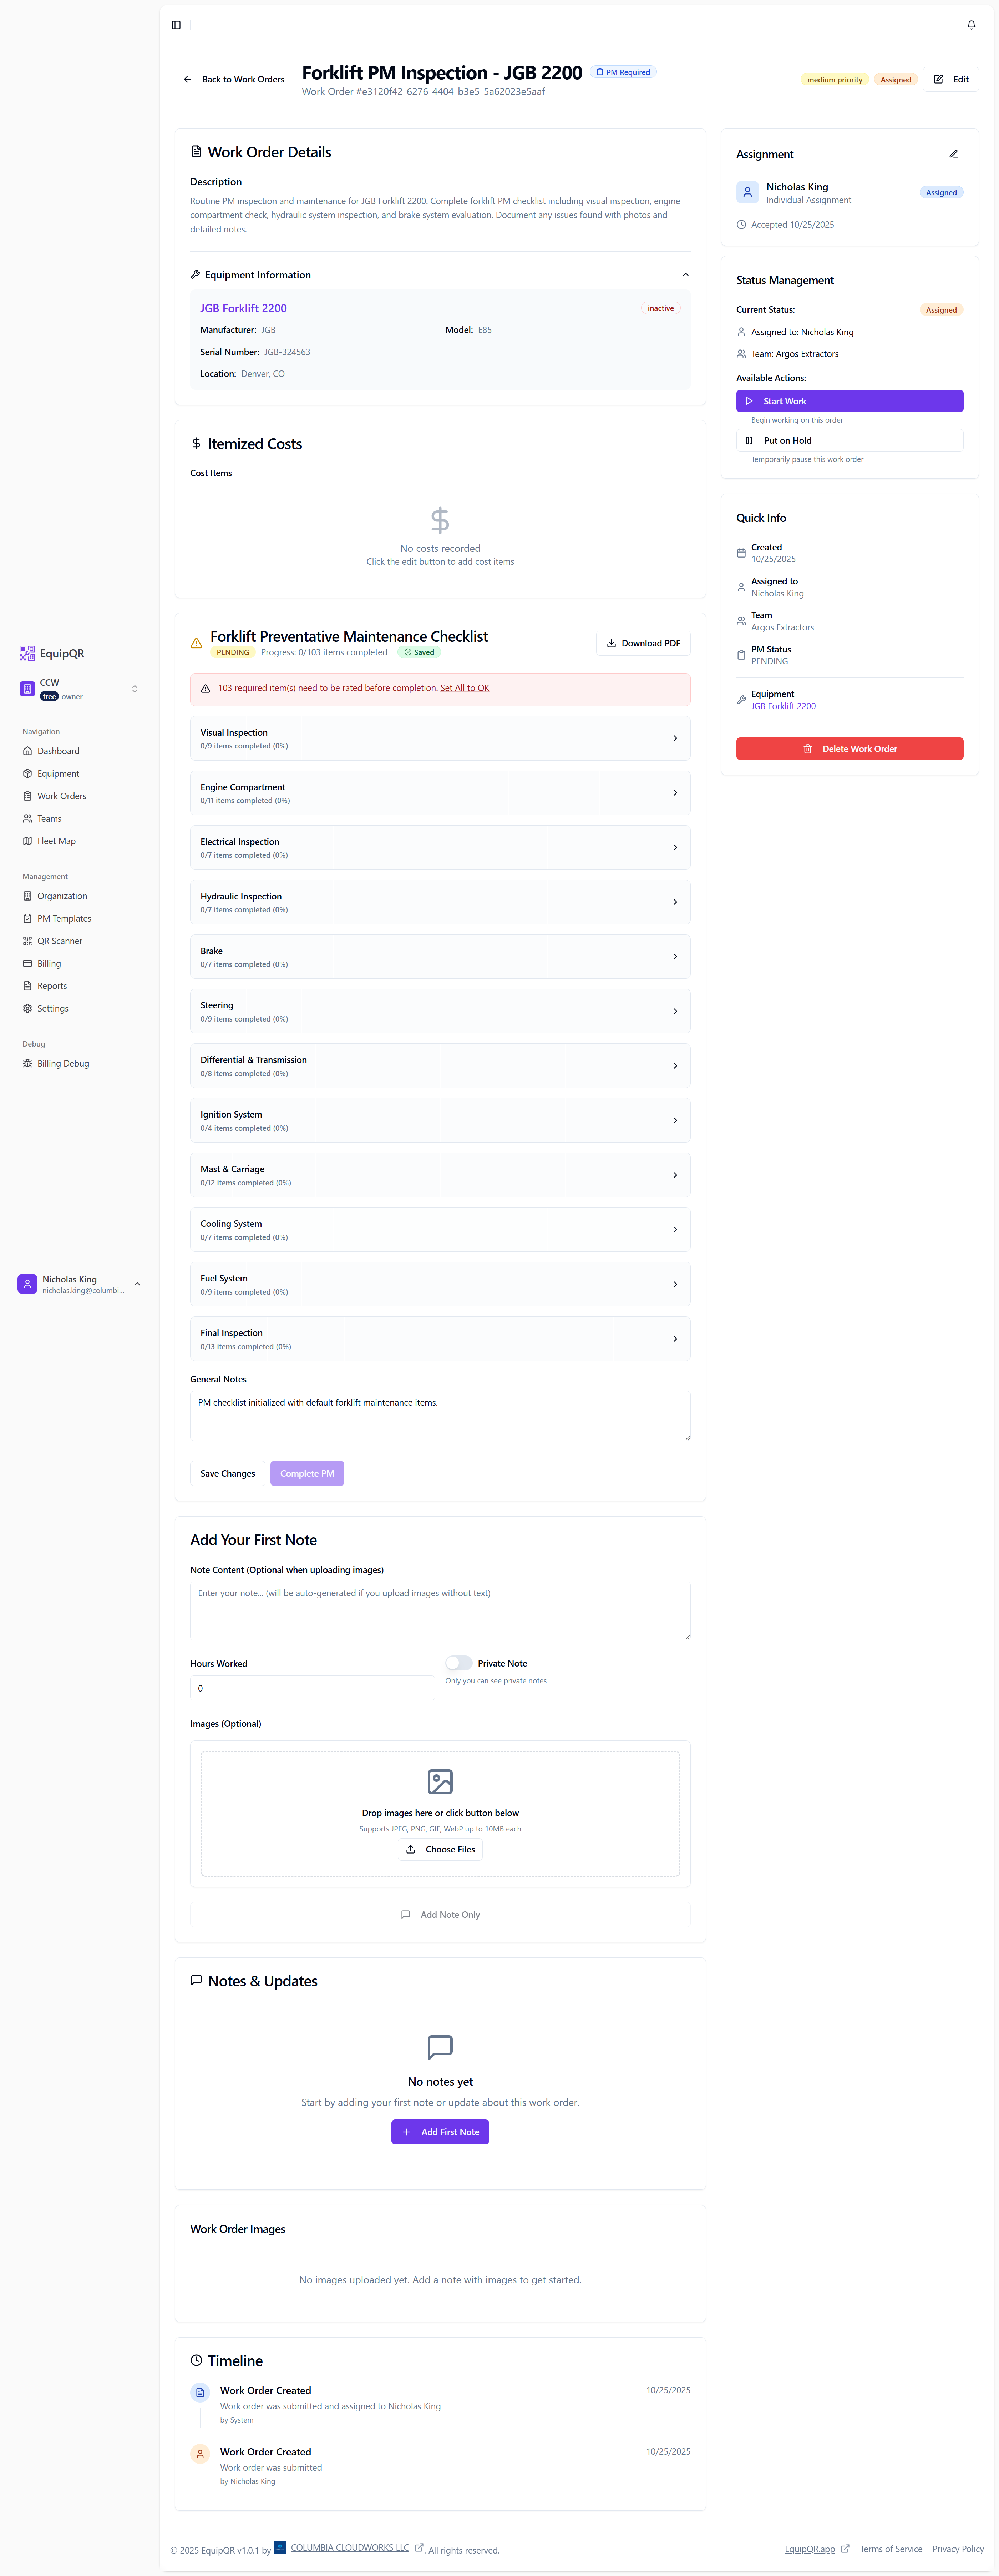 EquipQR
CCW
free owner
Navigation
Dashboard
Equipment
Work Orders
Teams
Fleet Map
Management
Organization
PM Templates
QR Scanner
Billing
Reports
Settings
Debug
Billing Debug
Nicholas King
nicholas.king@columbi...
Back to Work Orders
Forklift PM Inspection - JGB 2200
PM Required
Work Order #e3120f42-6276-4404-b3e5-5a62023e5aaf
medium priority
Assigned
Edit
Work Order Details
Description
Routine PM inspection and maintenance for JGB Forklift 2200. Complete forklift PM checklist including visual inspection, engine
compartment check, hydraulic system inspection, and brake system evaluation. Document any issues found with photos and
detailed notes.
Equipment Information
JGB Forklift 2200
inactive
Manufacturer: JGB
Model: E85
Serial Number: JGB-324563
Location: Denver, CO
Itemized Costs
Cost Items
No costs recorded
Click the edit button to add cost items
Forklift Preventative Maintenance Checklist
PENDING Progress: 0/103 items completed Saved
Download PDF
103 required item(s) need to be rated before completion. Set All to OK
Visual Inspection
0/9 items completed (0%)
Engine Compartment
0/11 items completed (0%)
Electrical Inspection
0/7 items completed (0%)
Hydraulic Inspection
0/7 items completed (0%)
Brake
0/7 items completed (0%)
Steering
0/9 items completed (0%)
Differential & Transmission
0/8 items completed (0%)
Ignition System
0/4 items completed (0%)
Mast & Carriage
0/12 items completed (0%)
Cooling System
0/7 items completed (0%)
Fuel System
0/9 items completed (0%)
Final Inspection
0/13 items completed (0%)
General Notes
PM checklist initialized with default forklift maintenance items.
Save Changes
Complete PM
Add Your First Note
Note Content (Optional when uploading images)
Enter your note... (will be auto-generated if you upload images without text)
Hours Worked
0
Private Note
Only you can see private notes
Images (Optional)
Drop images here or click button below
Supports JPEG, PNG, GIF, WebP up to 10MB each
Choose Files
Add Note Only
Notes & Updates
No notes yet
Start by adding your first note or update about this work order.
Add First Note
Work Order Images
No images uploaded yet. Add a note with images to get started.
Timeline
Work Order Created
10/25/2025
Work order was submitted and assigned to Nicholas King
by System
Work Order Created
10/25/2025
Work order was submitted
by Nicholas King
Assignment
Nicholas King
Individual Assignment
Assigned
Accepted 10/25/2025
Status Management
Current Status:
Assigned
Assigned to: Nicholas King
Team: Argos Extractors
Available Actions:
Start Work
Begin working on this order
Put on Hold
Temporarily pause this work order
Quick Info
Created
10/25/2025
Assigned to
Nicholas King
Team
Argos Extractors
PM Status
PENDING
Equipment
JGB Forklift 2200
Delete Work Order
© 2025 EquipQR v1.0.1 by COLUMBIA CLOUDWORKS LLC . All rights reserved.
EquipQR.app
Terms of Service
Privacy Policy